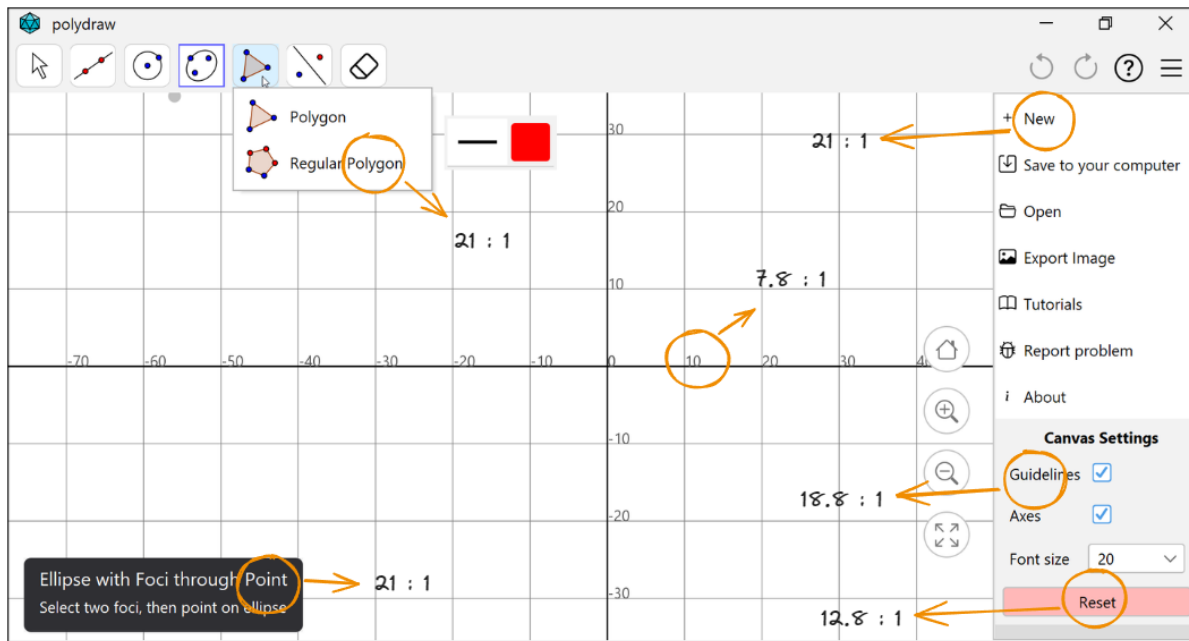 polydraw
Polygon
Regular Polygon
30
21 : 1
+ New
Save to your computer
20
Open
21 : 1
7.8 : 1
10
Export Image
Tutorials
-70 -60 -50 -40 -30 -20 -10 0 10 20 30
Report problem
i About
-10
Canvas Settings
Guidelines
18.8 : 1
-20
Axes
Font size 20
Ellipse with Foci through Point
Select two foci, then point on ellipse
21 : 1
-30
Reset
12.8 : 1